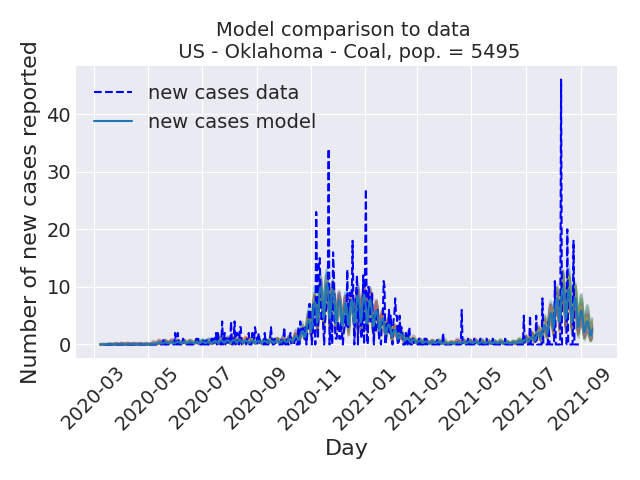 Model comparison to data
US - Oklahoma - Coal, pop. = 5495
Number of new cases reported
new cases data
new cases model
40
30
20
10
0
2020-03
2020-05
2020-07
2020-09
2020-11
2021-01
2021-03
2021-05
2021-07
2021-09
Day